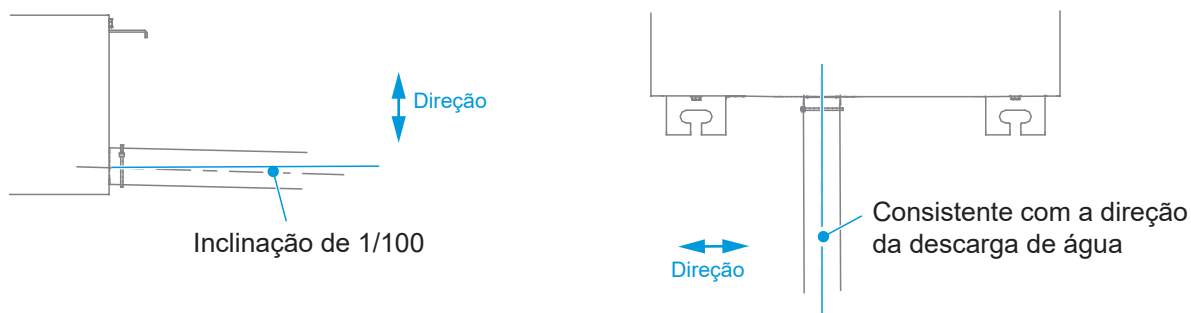 Direção
Inclinação de 1/100
Consistente com a direção
da descarga de água
Direção